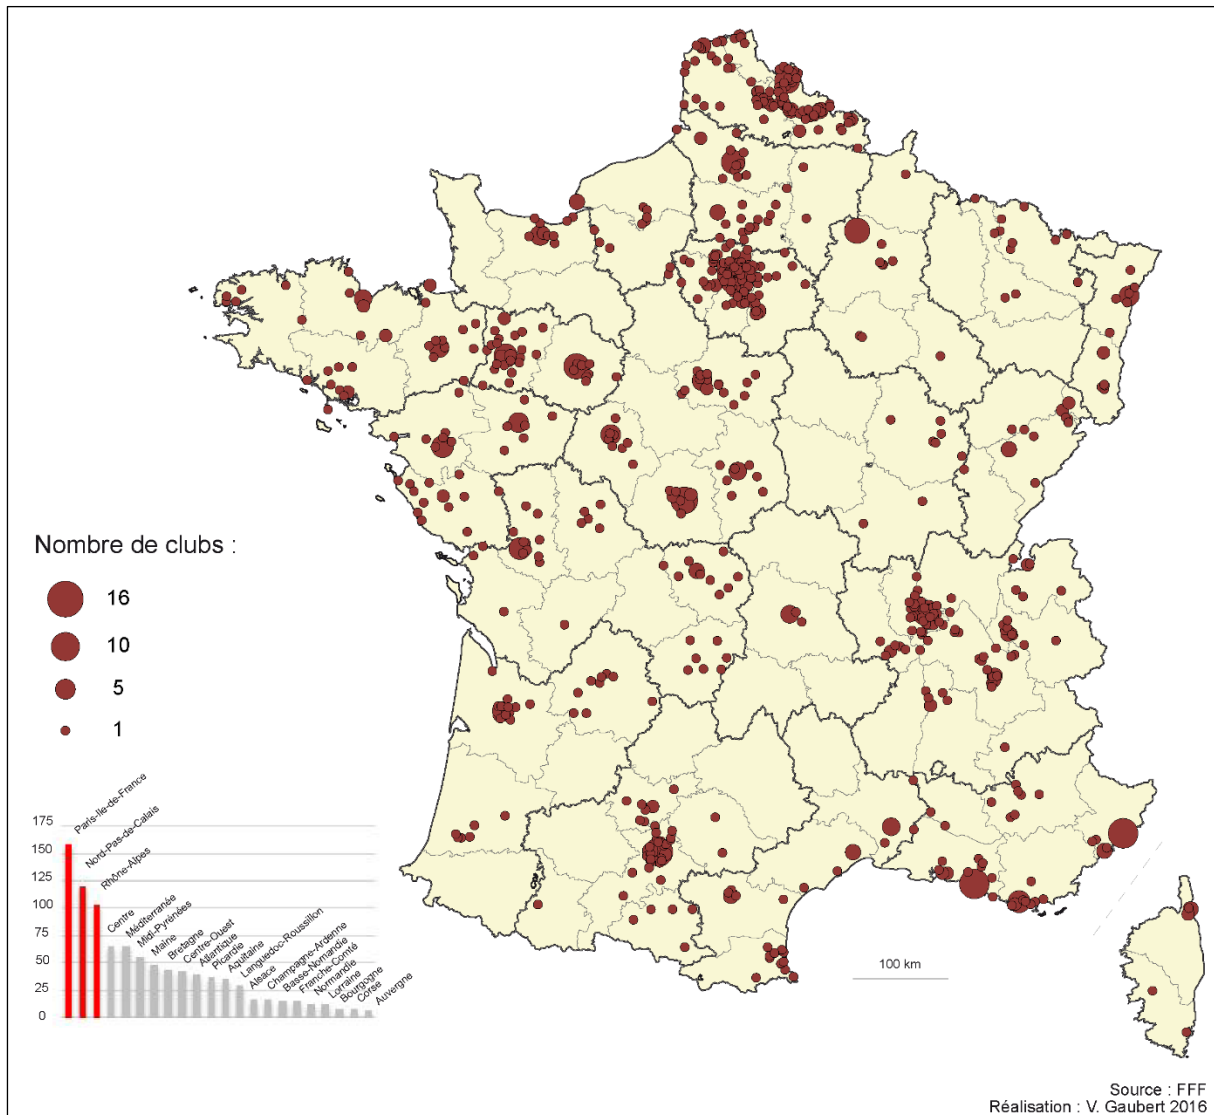 Nombre de clubs :
16
10
5
1
175
150
125
100
75
50
25
0
Paris-Ile-de-France
Nord-Pas-de-Calais
Rhône-Alpes
Centre
Méditerranée
Midi-Pyrénées
Maine
Bretagne
Centre-Ouest
Atlantique
Picardie
Aquitaine
Languedoc-Roussillon
Alsace
Champagne-Ardenne
Basse-Normandie
Franche-Comté
Normandie
Lorraine
Bourgogne
Corse
Auvergne
100 km
Source : FFF
Réalisation : V. Gaubert 2016